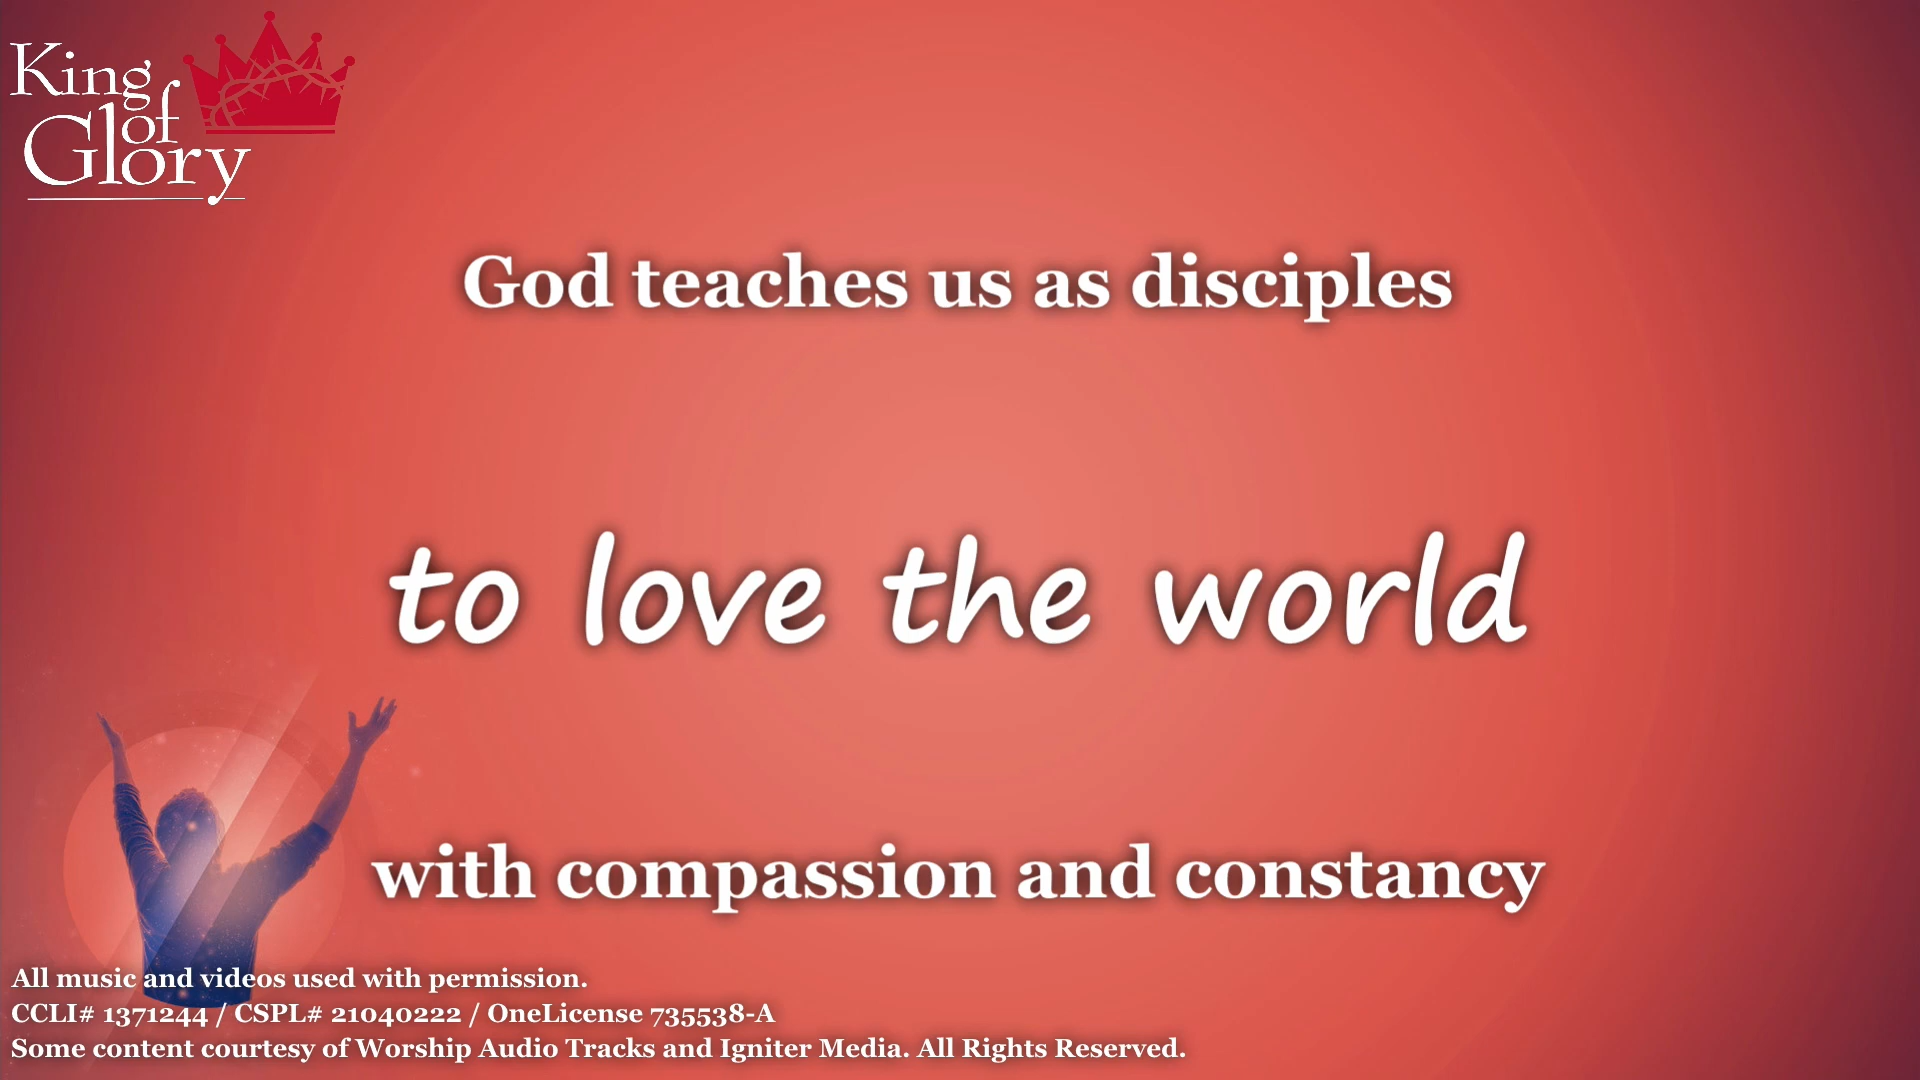 King
of
Glory
God teaches us as disciples
to love the world
with compassion and constancy
All music and videos used with permission.
CCLI# 1371244 / CSPL# 21040222 / OneLicense 735538-A
Some content courtesy of Worship Audio Tracks and Igniter Media. All Rights Reserved.